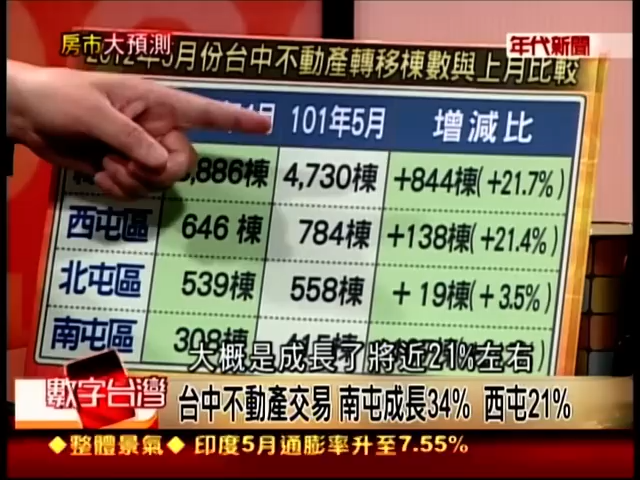 房市大預測
年代新聞
2012年5月份台中不動產轉移棟數與上月比較
101年5月 增減比
,886棟 4,730棟 +844棟(+21.7%)
西屯區 646棟 784棟 +138棟(+21.4%)
北屯區 539棟 558棟 +19棟(+3.5%)
南屯區 308棟
大概是成長了將近21%左右
數字台灣
台中不動產交易 南屯成長34% 西屯21%
◆整體景氣◆ 印度5月通膨率升至7.55%